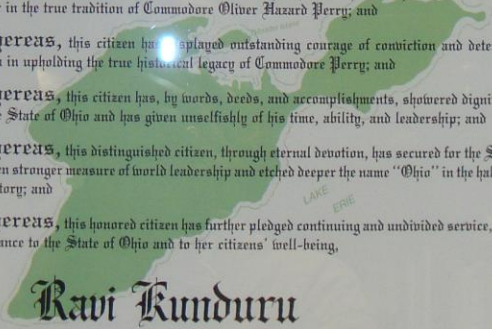 in the true tradition of Commodore Oliver Hazard Perry; and
hereas, this citizen has displayed outstanding courage of conviction and dete
in upholding the true historical legacy of Commodore Perry; and
hereas, this citizen has, by words, deeds, and accomplishments, showered digni
State of Ohio and has given unselfishly of his time, ability, and leadership; and
hereas, this distinguished citizen, through eternal devotion, has secured for the S
en stronger measure of world leadership and etched deeper the name "Ohio" in the hal
tory; and
LAKE
ERIE
hereas, this honored citizen has further pledged continuing and undivided service,
ance to the State of Ohio and to her citizens' well-being,
Ravi Kunduru